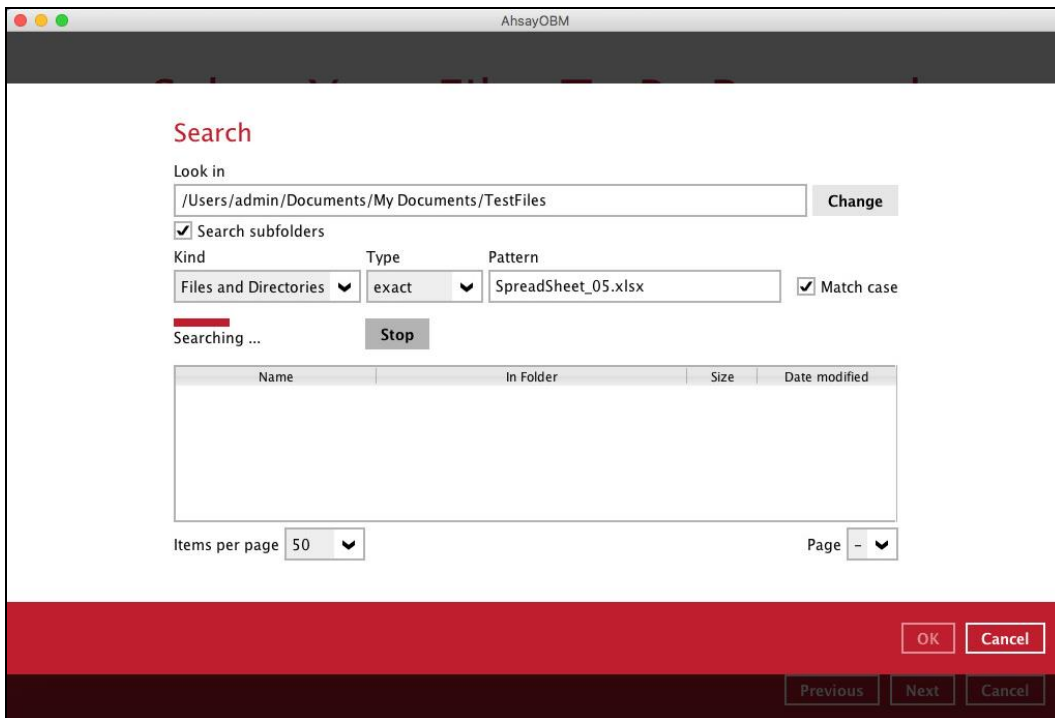 AhsayOBM
Search
Look in
/Users/admin/Documents/My Documents/TestFiles Change
Search subfolders
Kind Type Pattern
Files and Directories exact SpreadSheet_05.xlsx Match case
Searching ... Stop
Name In Folder Size Date modified
Items per page 50 Page -
OK Cancel
Previous Next Cancel